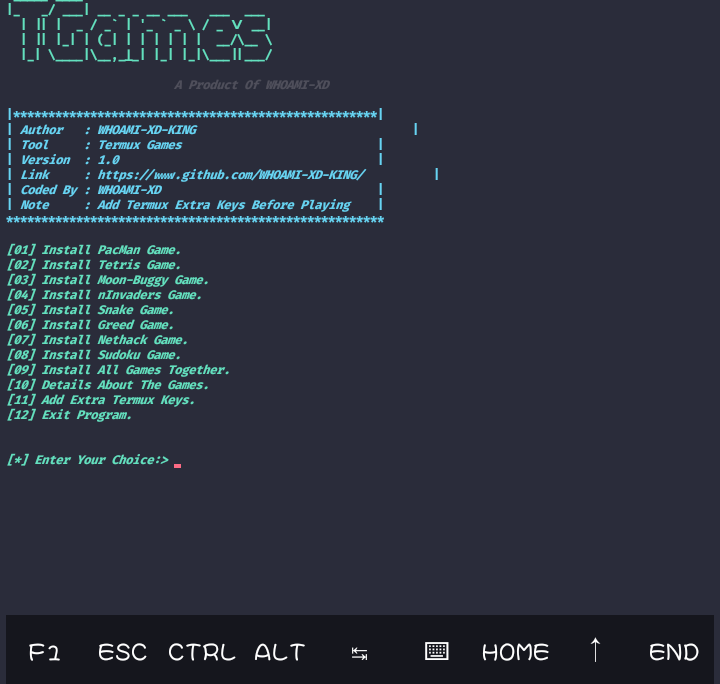 TGames
A Product Of WHOAMI-XD
|****************************************************|
| Author   : WHOAMI-XD-KING                               |
| Tool     : Termux Games                            |
| Version  : 1.0                                     |
| Link     : https://www.github.com/WHOAMI-XD-KING/          |
| Coded By : WHOAMI-XD                               |
| Note     : Add Termux Extra Keys Before Playing    |
******************************************************
[01] Install PacMan Game.
[02] Install Tetris Game.
[03] Install Moon-Buggy Game.
[04] Install nInvaders Game.
[05] Install Snake Game.
[06] Install Greed Game.
[07] Install Nethack Game.
[08] Install Sudoku Game.
[09] Install All Games Together.
[10] Details About The Games.
[11] Add Extra Termux Keys.
[12] Exit Program.
[*] Enter Your Choice:>
F1 ESC CTRL ALT ↹ ⌨ HOME ↑ END